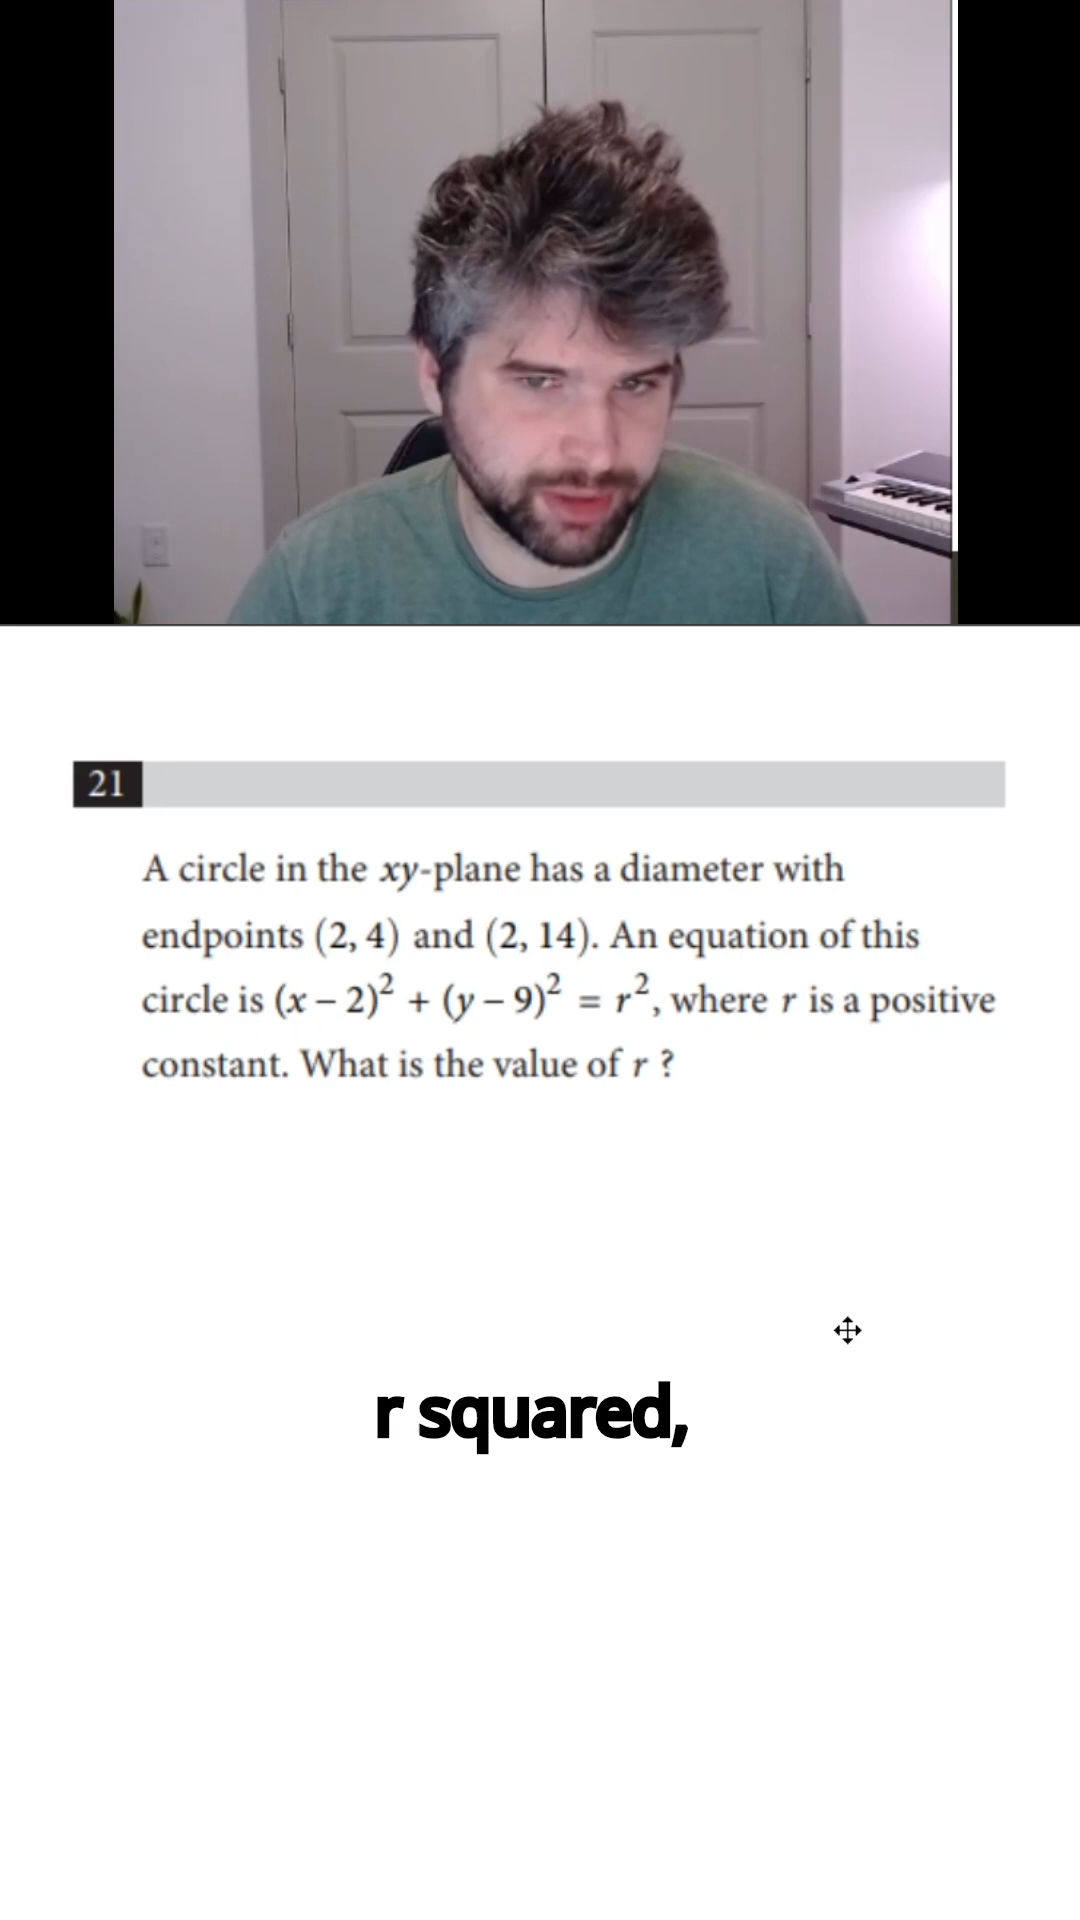 21
A circle in the xy-plane has a diameter with
endpoints (2, 4) and (2, 14). An equation of this
circle is (x – 2)² + (y – 9)² = r², where r is a positive
constant. What is the value of r ?
r squared,